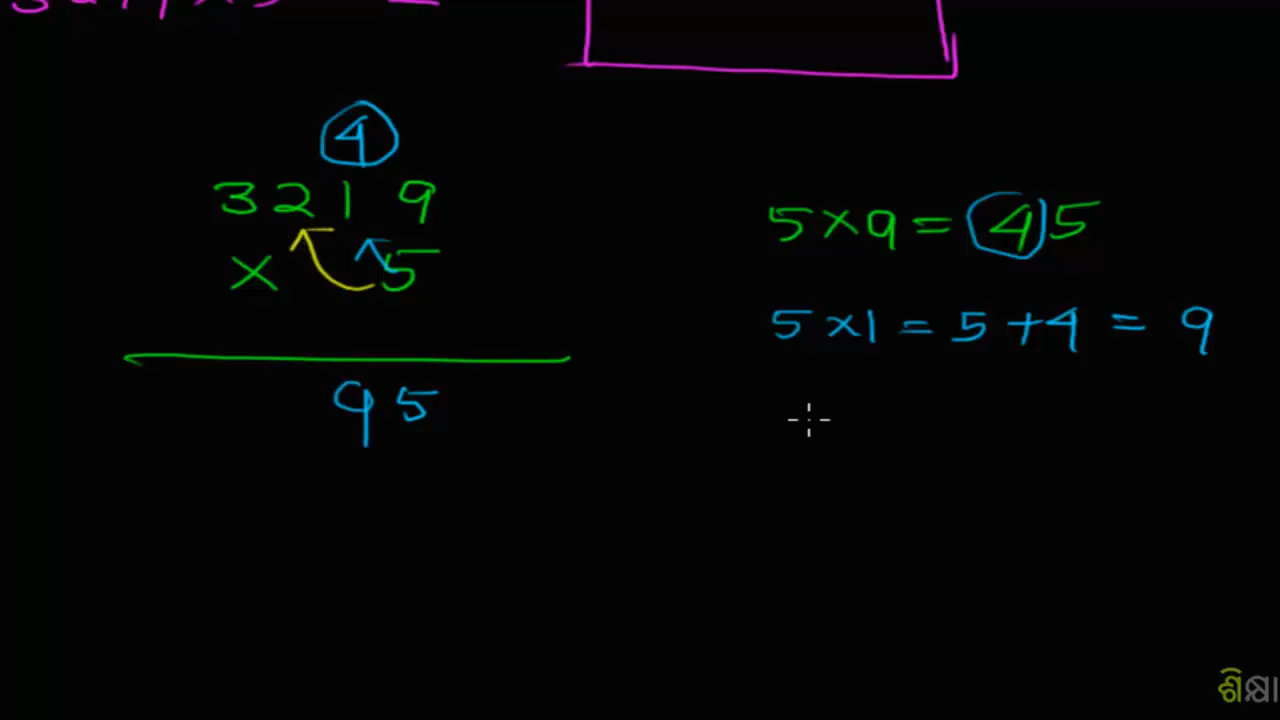 4
3 2 1 9
× 5
9 5
5 × 9 = 45
5 × 1 = 5 + 4 = 9
ଶିକ୍ଷା